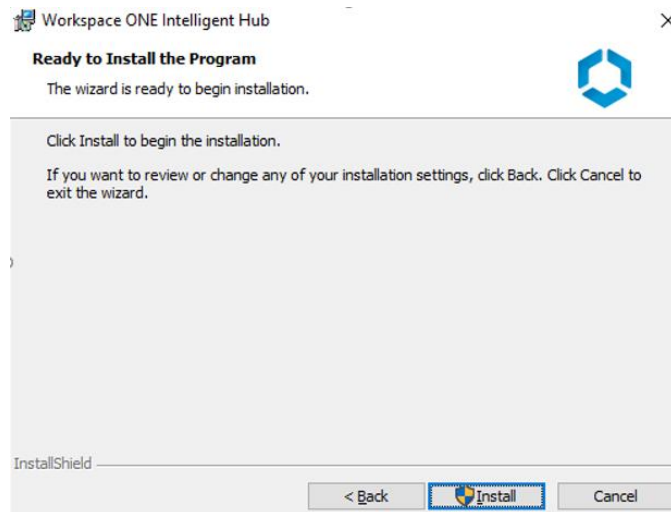 Workspace ONE Intelligent Hub
Ready to Install the Program
The wizard is ready to begin installation.
Click Install to begin the installation.
If you want to review or change any of your installation settings, click Back. Click Cancel to
exit the wizard.
InstallShield
< Back Install Cancel